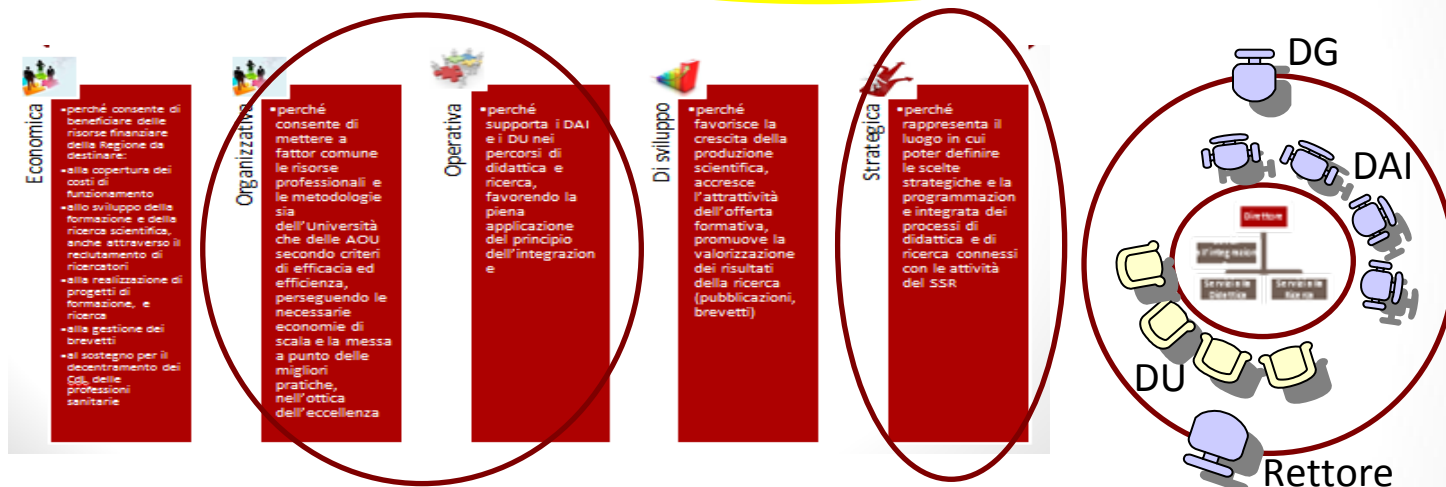 Economica
▪perché consente di
beneficiare delle
risorse finanziare
della Regione da
destinare:
▪alla copertura dei
costi di
funzionamento
▪allo sviluppo della
formazione e della
ricerca scientifica,
anche attraverso il
reclutamento di
ricercatori
▪alla realizzazione di
progetti di
formazione, e
ricerca
▪alla gestione dei
brevetti
▪al sostegno per il
decentramento dei
CdL delle
professioni
sanitarie
Organizzativa
▪perché
consente di
mettere a
fattor comune
le risorse
professionali e
le metodologie
sia
dell'Università
che delle AOU
secondo criteri
di efficacia ed
efficienza,
perseguendo le
necessarie
economie di
scala e la messa
a punto delle
migliori
pratiche,
nell'ottica
dell'eccellenza
Operativa
▪perché
supporta i DAI
e i DU nei
percorsi di
didattica e
ricerca,
favorendo la
piena
applicazione
del principio
dell'integrazion
e
Di sviluppo
▪perché
favorisce la
crescita della
produzione
scientifica,
accresce
l'attrattività
dell'offerta
formativa,
promuove la
valorizzazione
dei risultati
della ricerca
(pubblicazioni,
brevetti)
Strategica
▪perché
rappresenta il
luogo in cui
poter definire
le scelte
strategiche e la
programmazion
e integrata dei
processi di
didattica e di
ricerca connessi
con le attività
del SSR
DG
DAI
Direttore
Didattica
Ricerca
DU
Rettore